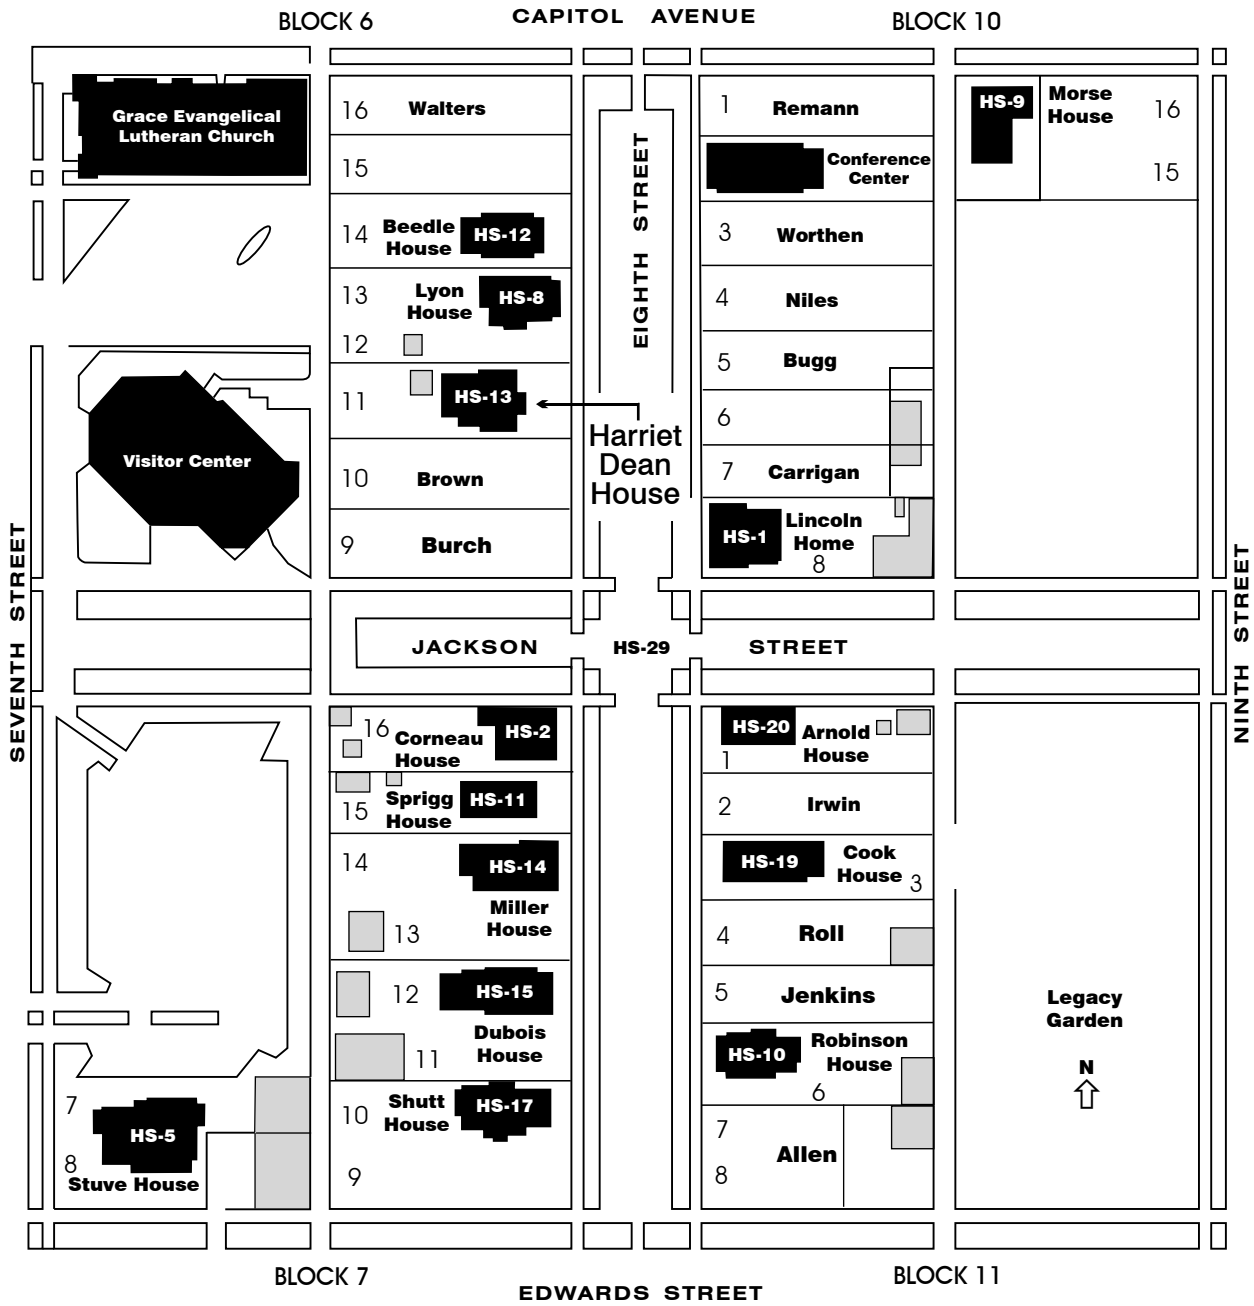 BLOCK 6
CAPITOL AVENUE
BLOCK 10
Grace Evangelical
Lutheran Church
16 Walters
15
14 Beedle
House
HS-12
13 Lyon
House
HS-8
12
11
HS-13
Harriet
Dean
House
10 Brown
9 Burch
EIGHTH STREET
1 Remann
Conference
Center
3 Worthen
4 Niles
5 Bugg
6
7 Carrigan
HS-1
Lincoln
Home
8
HS-9
Morse
House
16
15
Visitor Center
SEVENTH STREET
NINTH STREET
JACKSON
HS-29
STREET
16 Corneau
House
HS-2
15 Sprigg
House
HS-11
14
HS-14
Miller
House
13
12
HS-15
Dubois
House
11
10 Shutt
House
HS-17
9
HS-20
Arnold
House
1
2 Irwin
HS-19
Cook
House 3
4 Roll
5 Jenkins
HS-10
Robinson
House
6
7
Allen
8
Legacy
Garden
N
7
HS-5
8
Stuve House
BLOCK 7
EDWARDS STREET
BLOCK 11